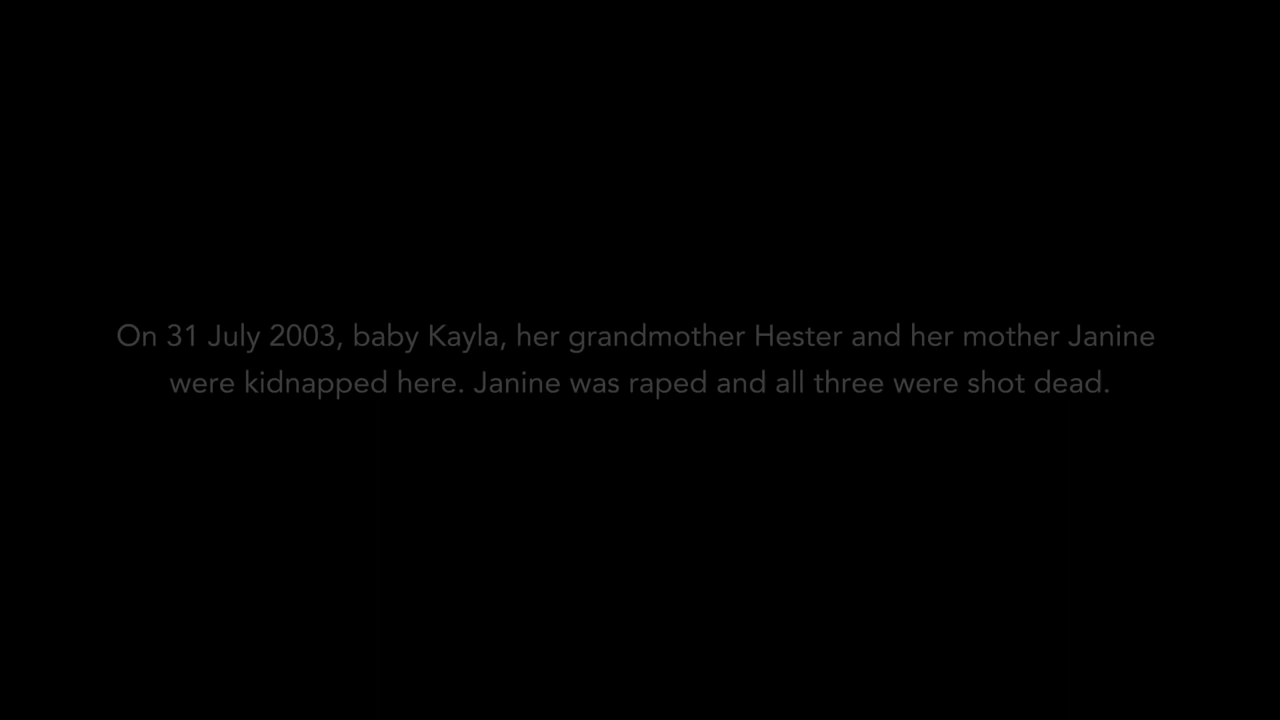 On 31 July 2003, baby Kayla, her grandmother Hester and her mother Janine
were kidnapped here. Janine was raped and all three were shot dead.